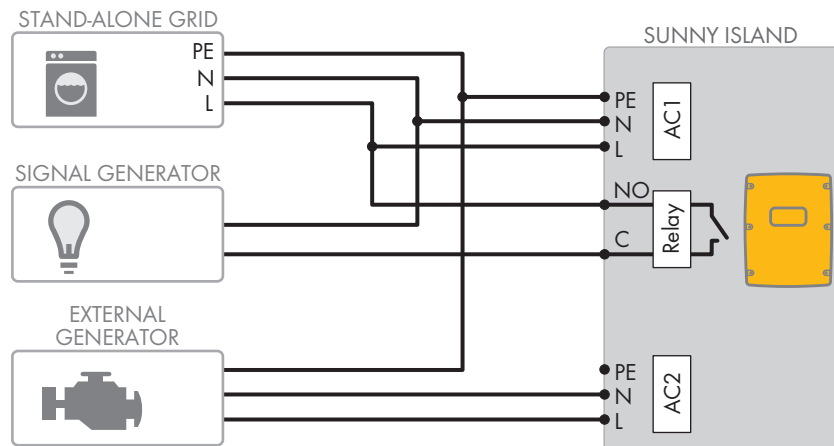 STAND-ALONE GRID
PE
N
L
SIGNAL GENERATOR
EXTERNAL
GENERATOR
SUNNY ISLAND
PE
N
L
AC1
NO
C
Relay
PE
N
L
AC2